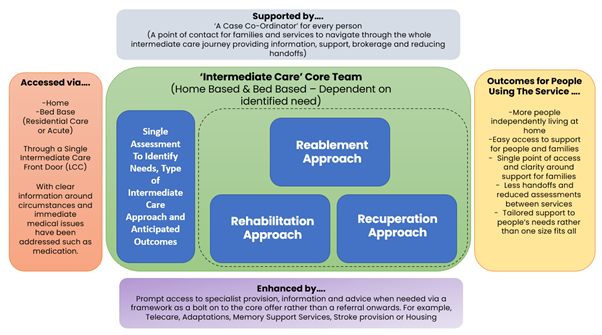 Supported by....
‘A Case Co-Ordinator’ for every person
(A point of contact for families and services to navigate through the whole
intermediate care journey providing information, support, brokerage and reducing
handoffs)
Accessed via....
-Home
-Bed Base
(Residential Care
or Acute)
Through a Single
Intermediate Care
Front Door (LCC)
With clear
information around
circumstances and
immediate
medical issues
have been
addressed such as
medication.
‘Intermediate Care’ Core Team
(Home Based & Bed Based – Dependent on
identified need)
Single
Assessment
To Identify
Needs, Type
of
Intermediate
Care
Approach and
Anticipated
Outcomes
Reablement
Approach
Rehabilitation
Approach
Recuperation
Approach
Outcomes for People
Using The Service ....
-More people
independently living at
home
-Easy access to support
for people and families
- Single point of access
and clarity around
support for families
- Less handoffs and
reduced assessments
between services
- Tailored support to
people’s needs rather
than one size fits all
Enhanced by....
Prompt access to specialist provision, information and advice when needed via a
framework as a bolt on to the core offer rather than a referral onwards. For example,
Telecare, Adaptations, Memory Support Services, Stroke provision or Housing